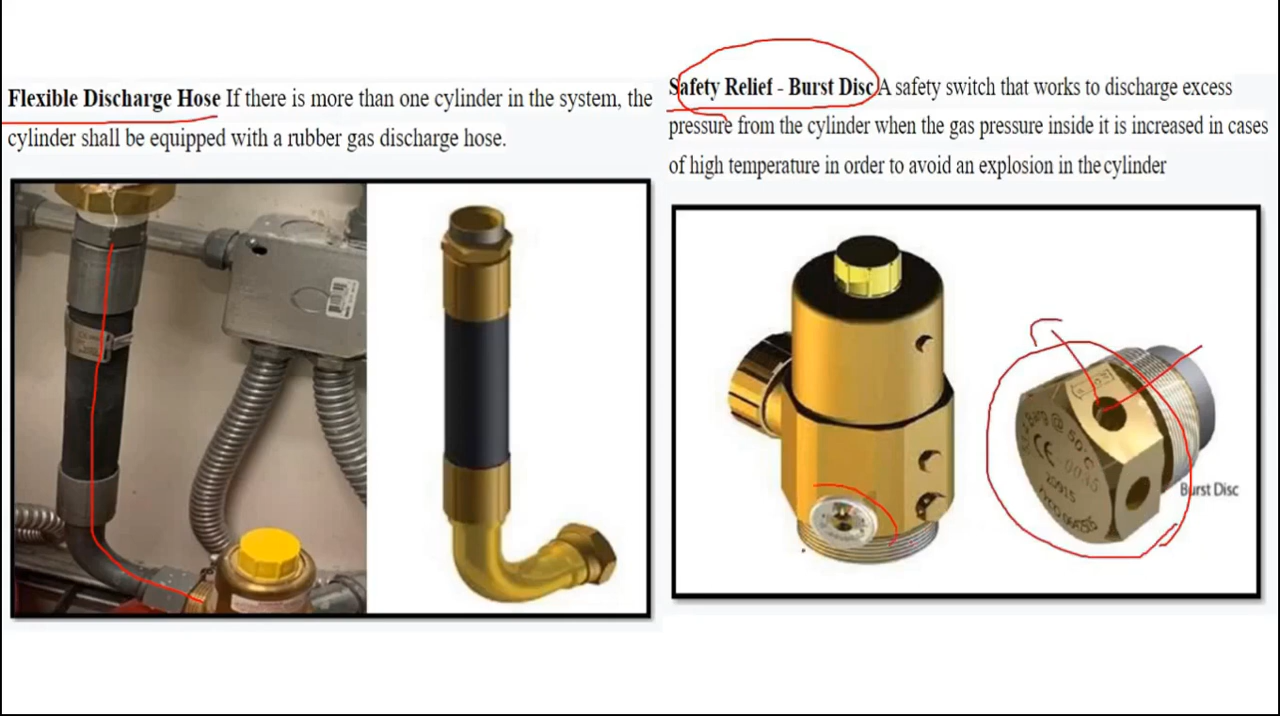 Flexible Discharge Hose If there is more than one cylinder in the system, the
cylinder shall be equipped with a rubber gas discharge hose.
Safety Relief - Burst Disc A safety switch that works to discharge excess
pressure from the cylinder when the gas pressure inside it is increased in cases
of high temperature in order to avoid an explosion in the cylinder
@ 60°C
CE 0045
Burst Disc